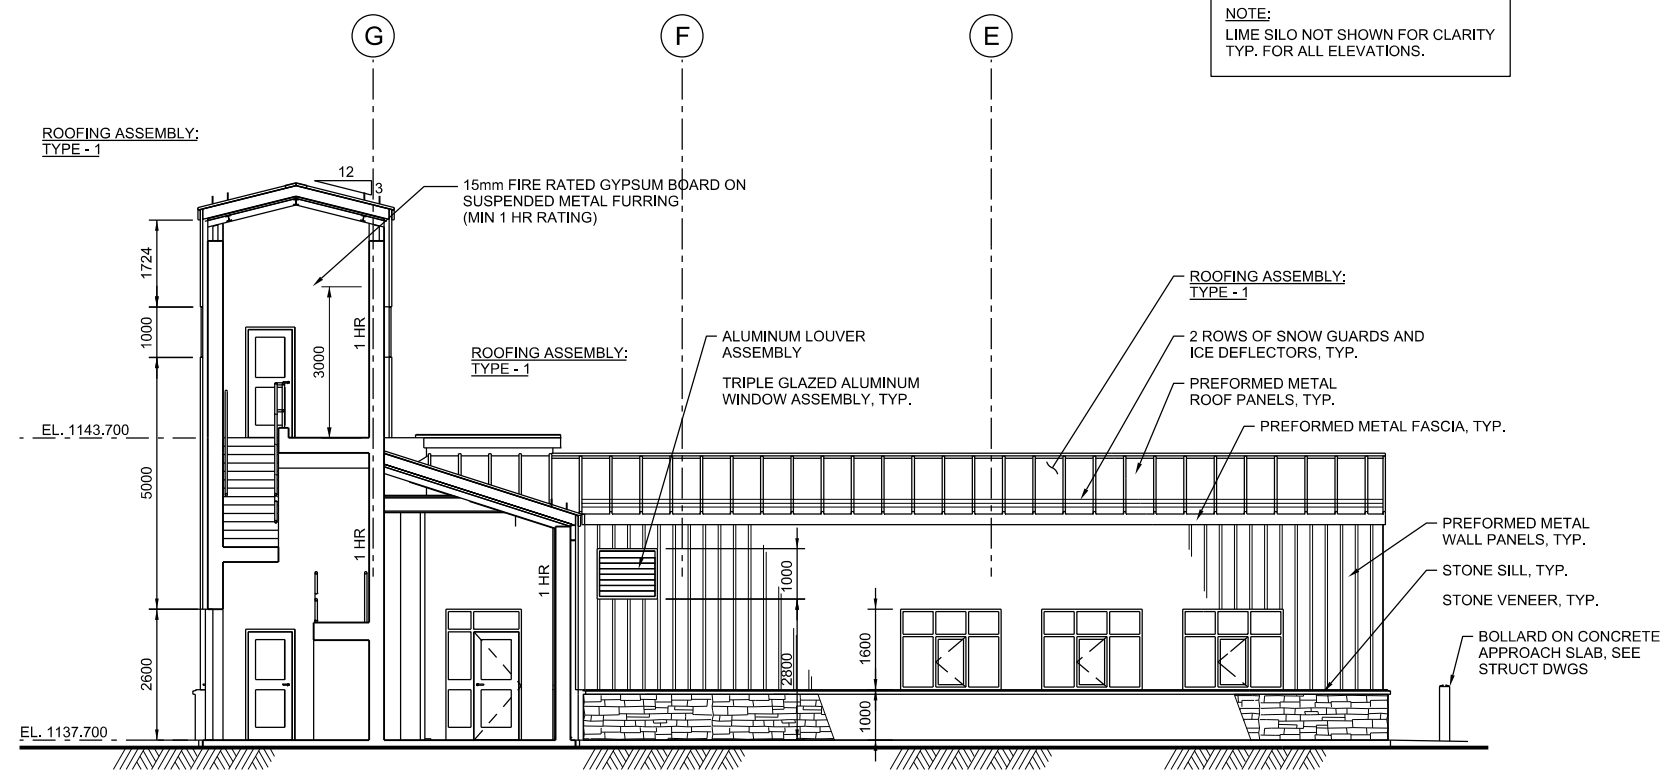 G
F
E
NOTE:
LIME SILO NOT SHOWN FOR CLARITY
TYP. FOR ALL ELEVATIONS.
ROOFING ASSEMBLY:
TYPE - 1
12
3
15mm FIRE RATED GYPSUM BOARD ON
SUSPENDED METAL FURRING
(MIN 1 HR RATING)
1724
1000
3000
1 HR
ROOFING ASSEMBLY:
TYPE - 1
ALUMINUM LOUVER
ASSEMBLY
TRIPLE GLAZED ALUMINUM
WINDOW ASSEMBLY, TYP.
ROOFING ASSEMBLY:
TYPE - 1
2 ROWS OF SNOW GUARDS AND
ICE DEFLECTORS, TYP.
PREFORMED METAL
ROOF PANELS, TYP.
PREFORMED METAL FASCIA, TYP.
EL. 1143.700
5000
1 HR
1 HR
1000
PREFORMED METAL
WALL PANELS, TYP.
STONE SILL, TYP.
STONE VENEER, TYP.
BOLLARD ON CONCRETE
APPROACH SLAB, SEE
STRUCT DWGS
2600
2800
1600
1000
EL. 1137.700